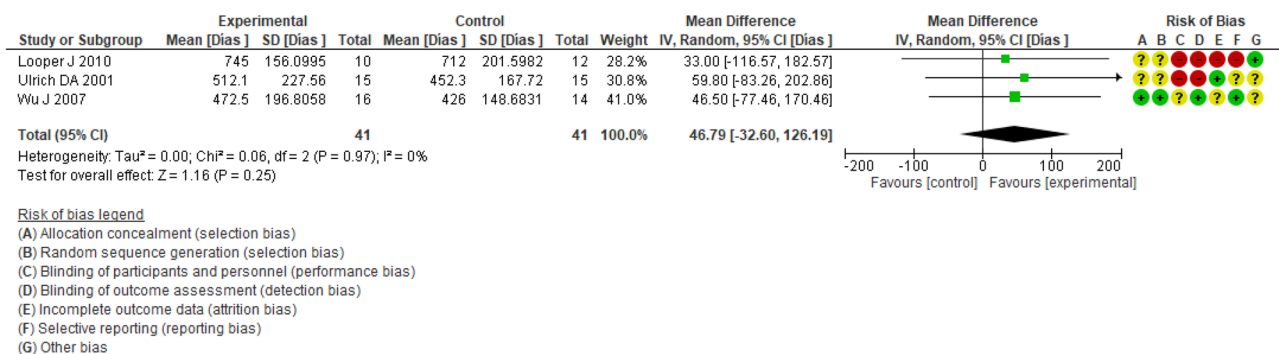 Experimental Control Mean Difference Mean Difference Risk of Bias
Study or Subgroup Mean [Dias ] SD [Dias ] Total Mean [Dias ] SD [Dias ] Total Weight IV, Random, 95% CI [Dias ] IV, Random, 95% CI [Dias ] A B C D E F G
Looper J 2010 745 156.0995 10 712 201.5982 12 28.2% 33.00 [-116.57, 182.57] ? ? - - - - +
Ulrich DA 2001 512.1 227.56 15 452.3 167.72 15 30.8% 59.80 [-83.26, 202.86] ? ? - - + ? ?
Wu J 2007 472.5 196.8058 16 426 148.6831 14 41.0% 46.50 [-77.46, 170.46] + + ? + ? + ?
Total (95% CI) 41 41 100.0% 46.79 [-32.60, 126.19]
Heterogeneity: Tau² = 0.00; Chi² = 0.06, df = 2 (P = 0.97); I² = 0%
Test for overall effect: Z = 1.16 (P = 0.25)
-200 -100 0 100 200
Favours [control] Favours [experimental]
Risk of bias legend
(A) Allocation concealment (selection bias)
(B) Random sequence generation (selection bias)
(C) Blinding of participants and personnel (performance bias)
(D) Blinding of outcome assessment (detection bias)
(E) Incomplete outcome data (attrition bias)
(F) Selective reporting (reporting bias)
(G) Other bias